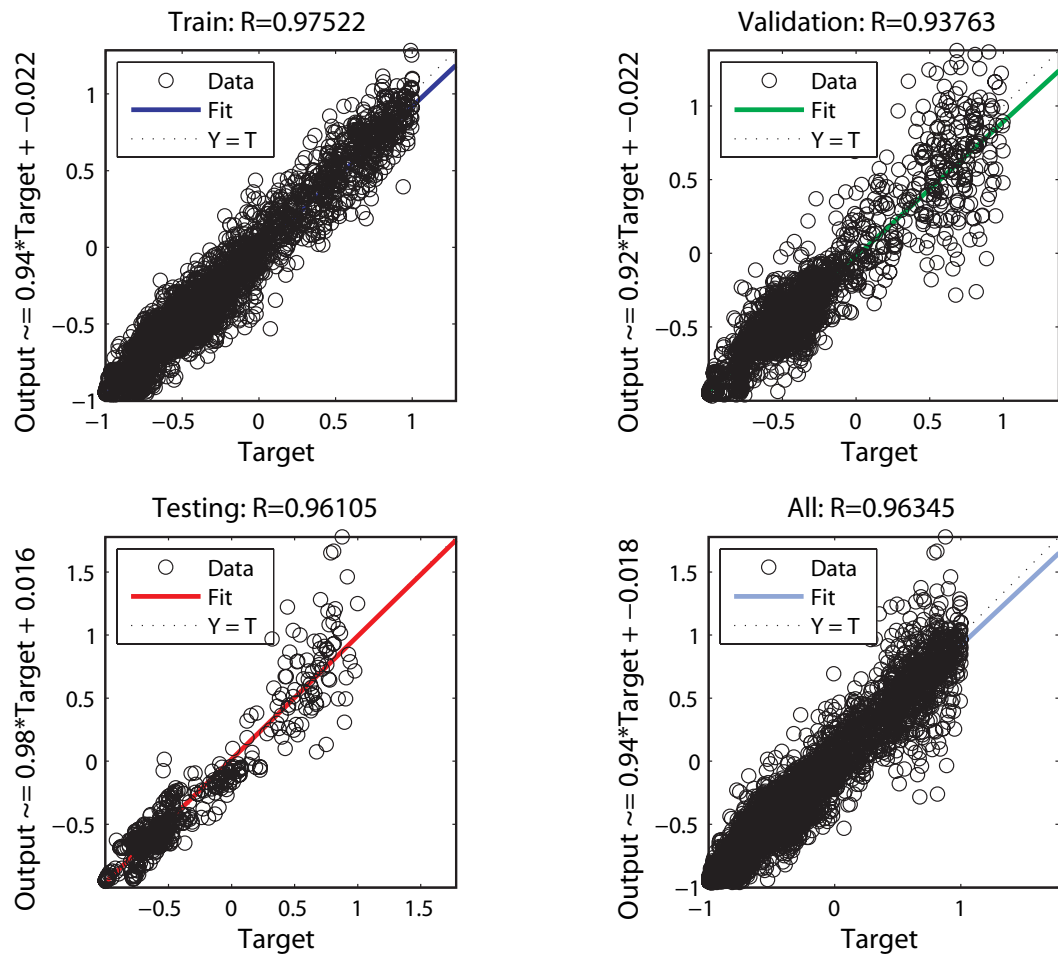 Train: R=0.97522
Output ~= 0.94*Target + −0.022
Data
Fit
Y = T
1
0.5
0
−0.5
−1
−1
−0.5
0
0.5
1
Target
Validation: R=0.93763
Output ~= 0.92*Target + −0.022
Data
Fit
Y = T
1
0.5
0
−0.5
−0.5
0
0.5
1
Target
Testing: R=0.96105
Output ~= 0.98*Target + 0.016
Data
Fit
Y = T
1.5
1
0.5
0
−0.5
−0.5
0
0.5
1
1.5
Target
All: R=0.96345
Output ~= 0.94*Target + −0.018
Data
Fit
Y = T
1.5
1
0.5
0
−0.5
−1
−1
0
1
Target